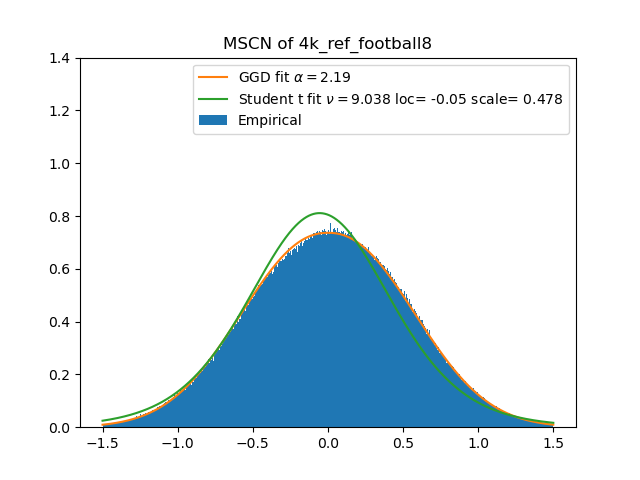 MSCN of 4k_ref_football8
GGD fit α = 2.19
Student t fit ν = 9.038 loc= -0.05 scale= 0.478
Empirical
1.4
1.2
1.0
0.8
0.6
0.4
0.2
0.0
−1.5 −1.0 −0.5 0.0 0.5 1.0 1.5